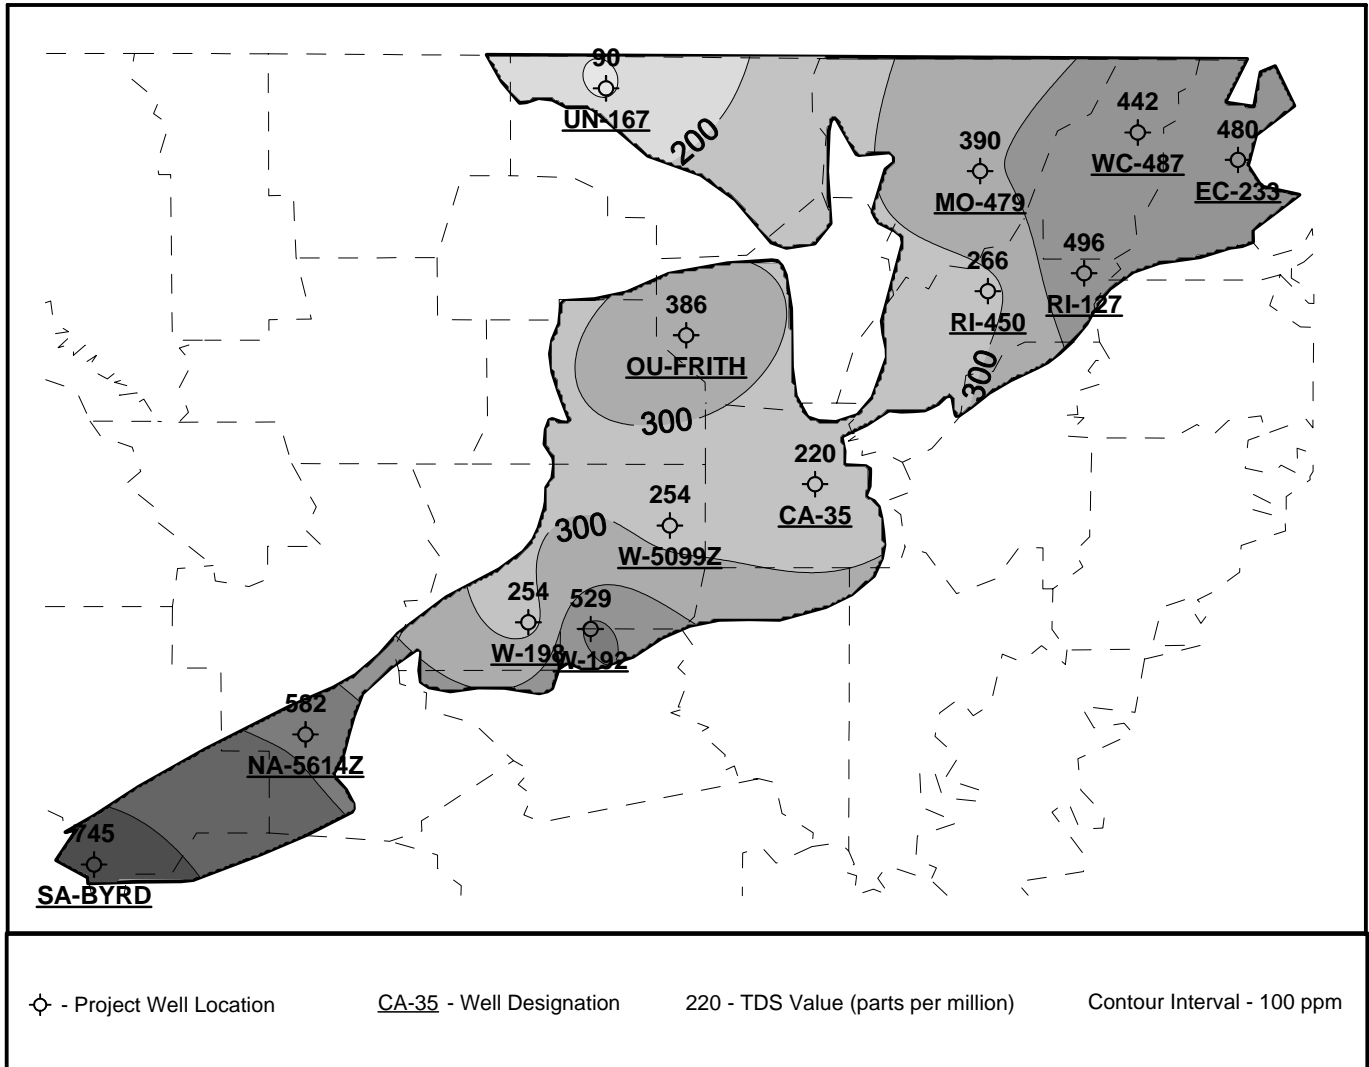 90
UN-167
200
442
WC-487
480
EC-233
390
MO-479
496
RI-127
266
RI-450
300
386
OU-FRITH
300
220
CA-35
254
W-5099Z
300
254
W-198
529
W-192
582
NA-5614Z
745
SA-BYRD
- Project Well Location
CA-35 - Well Designation
220 - TDS Value (parts per million)
Contour Interval - 100 ppm